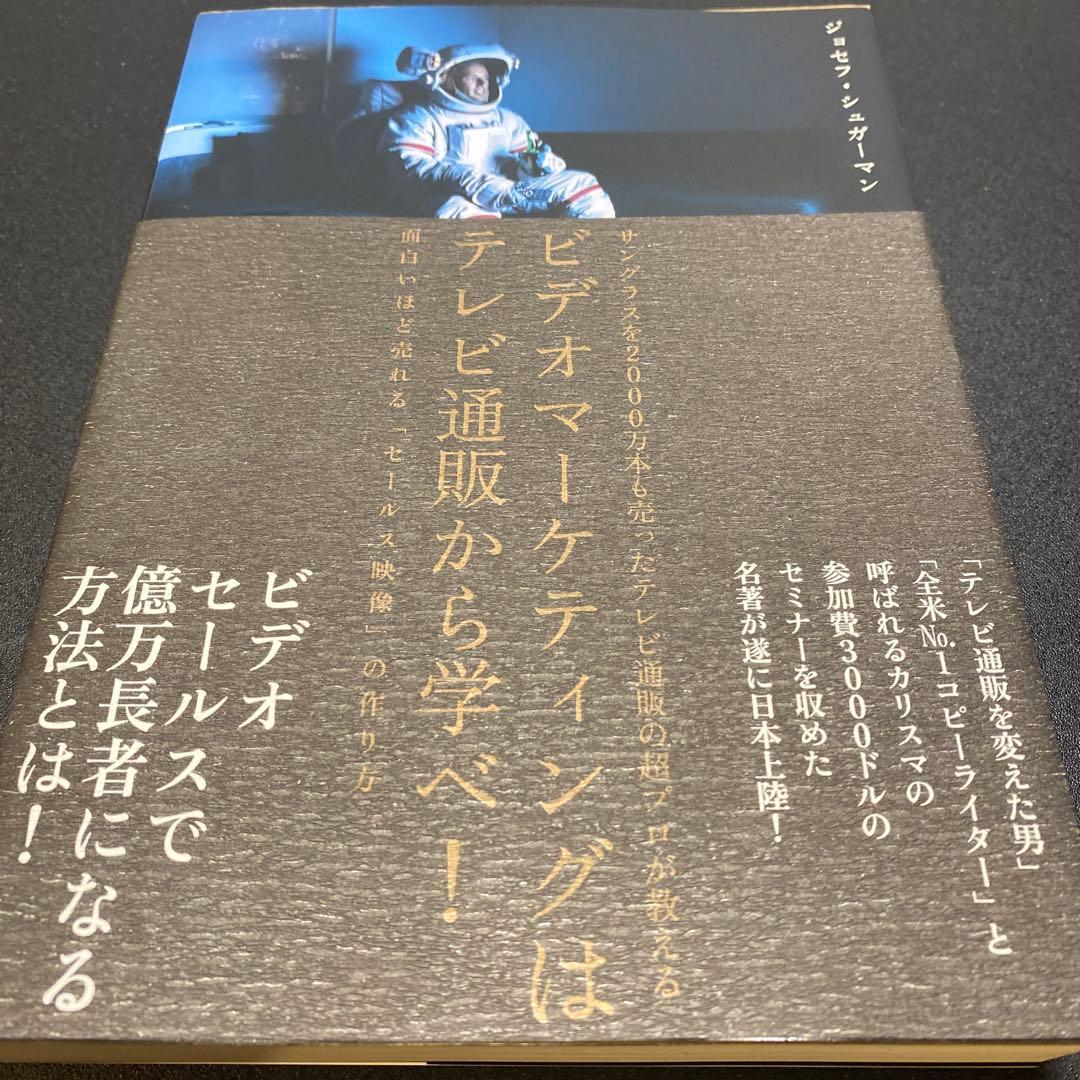 ジョセフ・シュガーマン
サングラスを2000万本も売ったテレビ通販の超プロが教える
ビデオマーケティングは
テレビ通販から学べ！
面白いほど売れる「セールス映像」の作り方
「テレビ通販を変えた男」
「全米No.1コピーライター」と
呼ばれるカリスマの
参加費3000ドルの
セミナーを収めた
名著が遂に日本上陸！
ビデオ
セールスで
億万長者になる
方法とは！